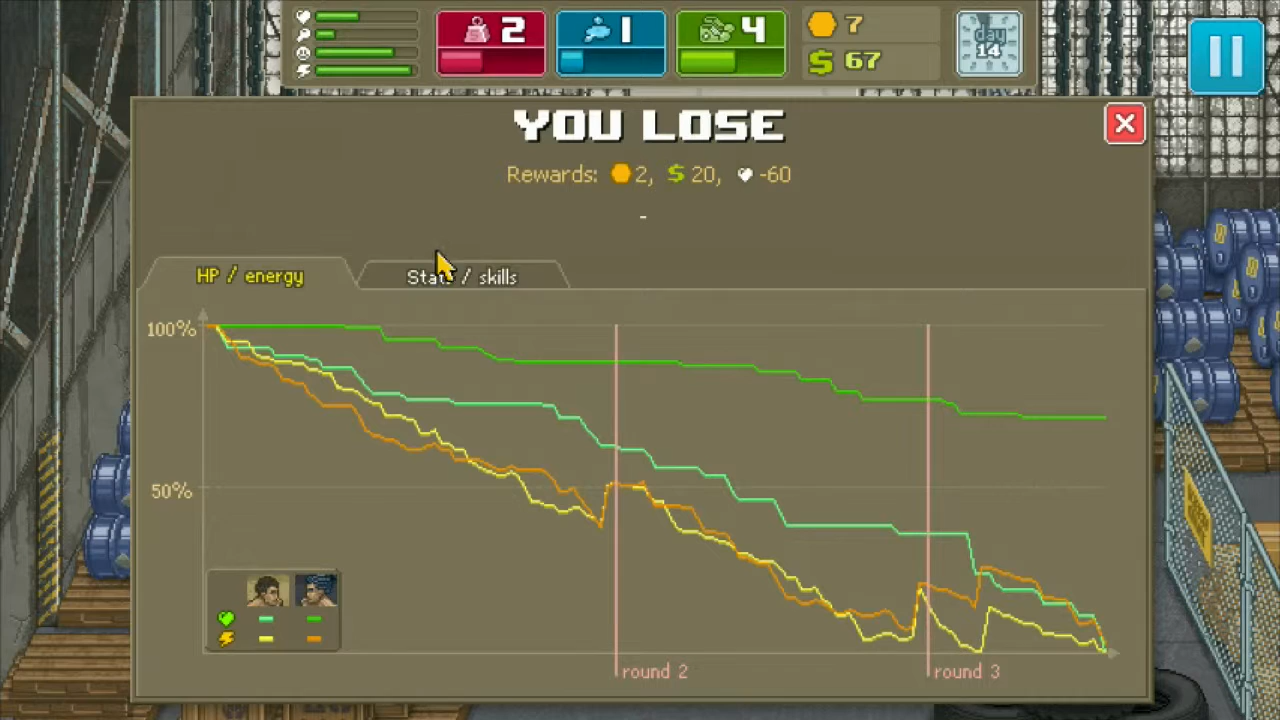 2
1
4
7
67
day
14
YOU LOSE
Rewards: 2, $ 20, -60
-
HP / energy
Stats / skills
100%
50%
round 2
round 3